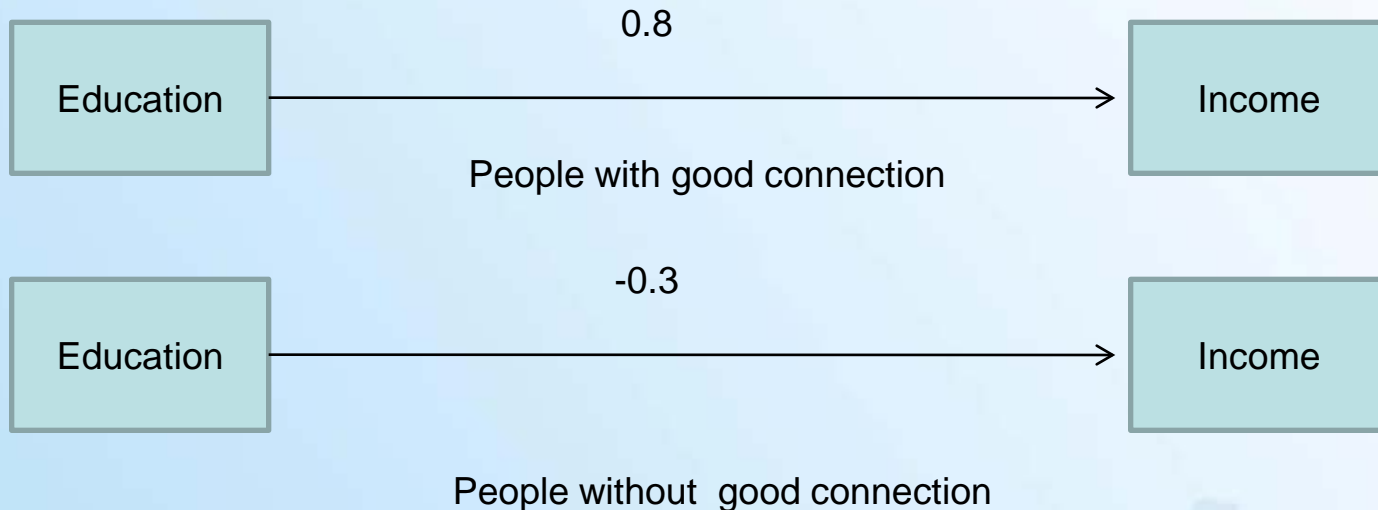 0.8
Education
Income
People with good connection
-0.3
Education
Income
People without  good connection